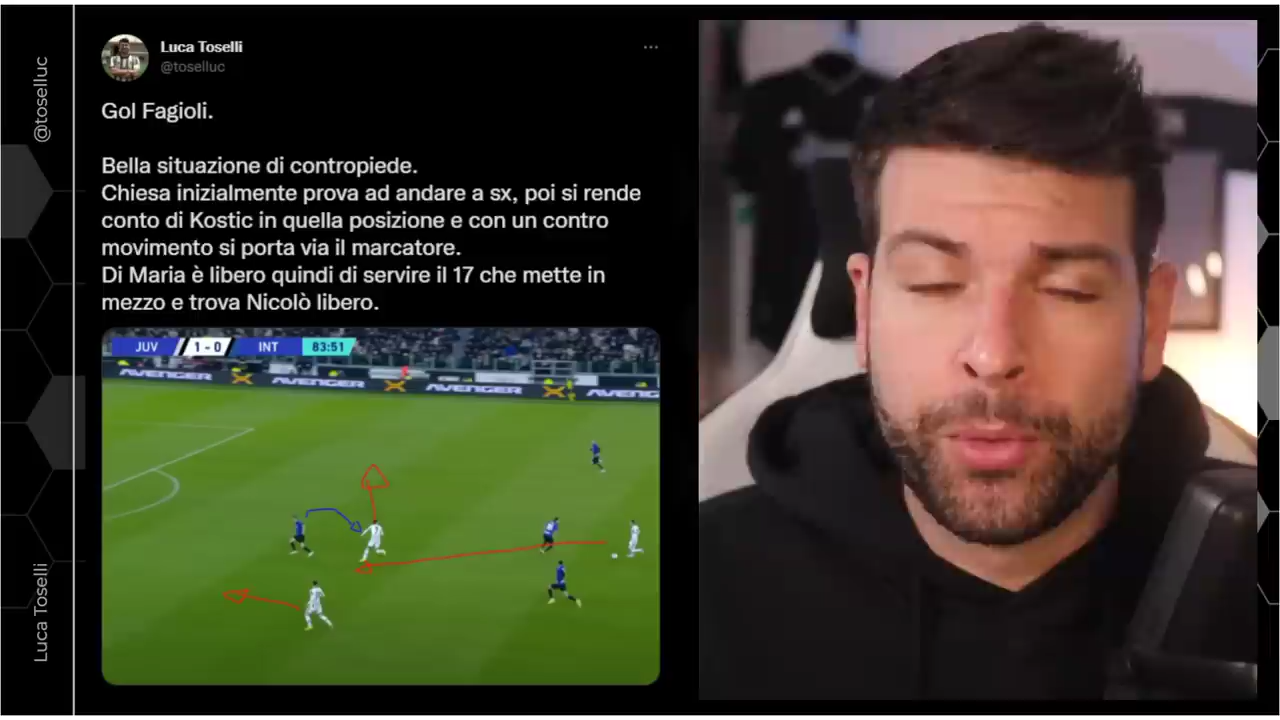 @toselluc
Luca Toselli
Luca Toselli
@toselluc
Gol Fagioli.
Bella situazione di contropiede.
Chiesa inizialmente prova ad andare a sx, poi si rende
conto di Kostic in quella posizione e con un contro
movimento si porta via il marcatore.
Di Maria è libero quindi di servire il 17 che mette in
mezzo e trova Nicolò libero.
JUV 1 - 0 INT 83:51
AVENGER AVENGER AVENGER AVENG